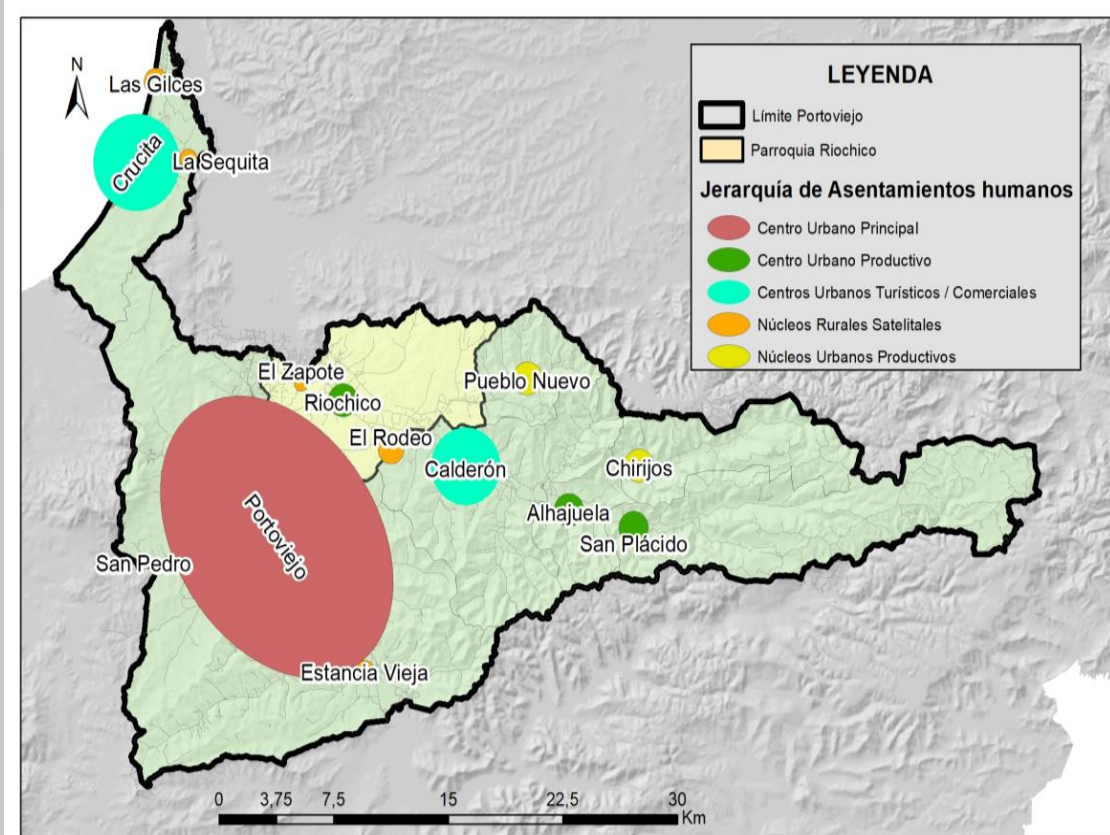 N
Las Gilces
Crucita
La Sequita
El Zapote
Riochico
El Rodeo
Pueblo Nuevo
Calderón
Chirijos
Alhajuela
San Plácido
Portoviejo
San Pedro
Estancia Vieja
LEYENDA
Límite Portoviejo
Parroquia Riochico
Jerarquía de Asentamientos humanos
Centro Urbano Principal
Centro Urbano Productivo
Centros Urbanos Turísticos / Comerciales
Núcleos Rurales Satelitales
Núcleos Urbanos Productivos
0 3,75 7,5 15 22,5 30
Km